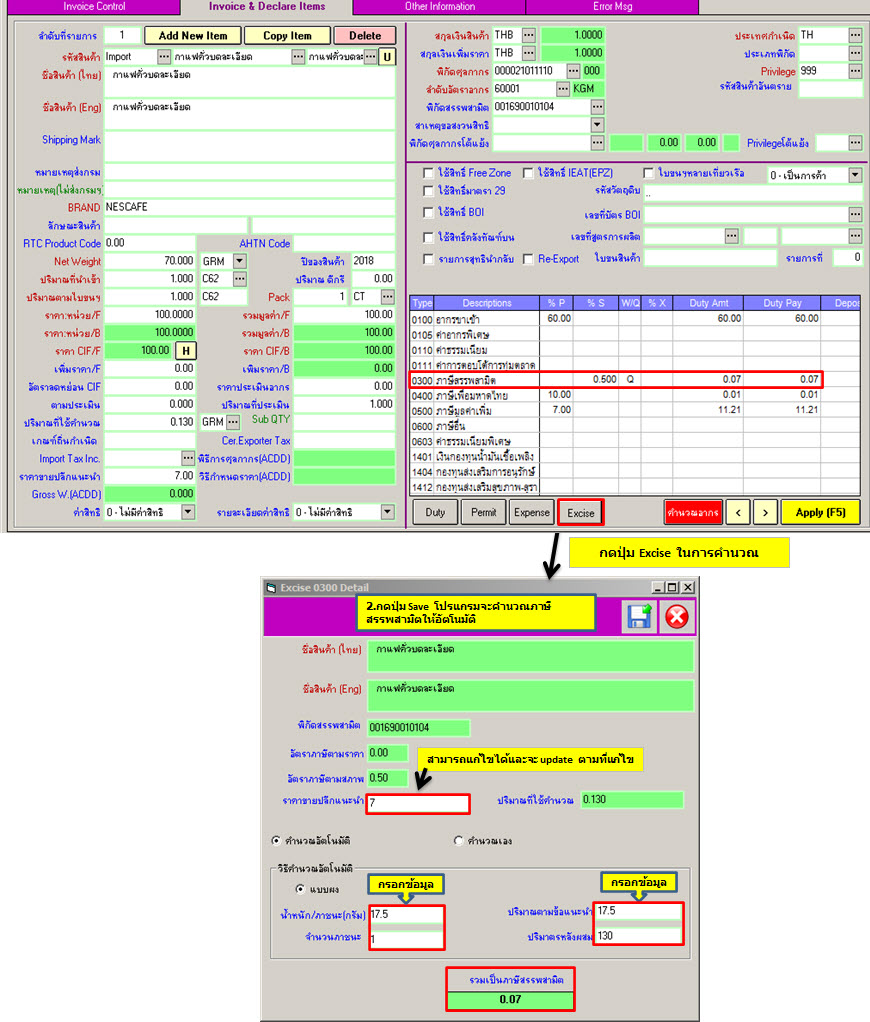 Invoice Control Invoice & Declare Items Other Information Error Msg
ลำดับที่รายการ 1 Add New Item Copy Item Delete
รหัสสินค้า Import ... กาแฟคั่วบดละเอียด ... กาแฟคั่วบดละ ... U
ชื่อสินค้า (ไทย) กาแฟคั่วบดละเอียด
ชื่อสินค้า (Eng) กาแฟคั่วบดละเอียด
Shipping Mark
หมายเหตุส่งกรม
หมายเหตุ(ไม่ส่งกรมฯ)
BRAND NESCAFE
ลักษณะสินค้า
RTC Product Code 0.00 AHTN Code
Net Weight 70.000 GRM ปีของสินค้า 2018
ปริมาณที่นำเข้า 1.000 C62 ... ปริมาณ ดีกรี 0.00
ปริมาณตามใบขนฯ 1.000 C62 Pack 1 CT ...
ราคา:หน่วย/F 100.0000 รวมมูลค่า/F 100.00
ราคา:หน่วย/B 100.0000 รวมมูลค่า/B 100.00
ราคา CIF/F 100.00 H ราคา CIF/B 100.00
เพิ่มราคา/F 0.00 เพิ่มราคา/B 0.00
อัตราลดหย่อน CIF 0.00 ราคาประเมินอากร 0.00
ตามประเมิน 0.000 ปริมาณที่ประเมิน 1.000
ปริมาณที่ใช้คำนวณ 0.130 GRM ... Sub QTY
เกณฑ์ถิ่นกำเนิด Cer.Exporter Tax
Import Tax Inc. ... พิธีการศุลกากร(ACDD)
ราคาขายปลีกแนะนำ 7.00 วิธีกำหนดราคา(ACDD)
Gross W.(ACDD) 0.000
ค่าสิทธิ 0 - ไม่มีค่าสิทธิ รายละเอียดค่าสิทธิ 0 - ไม่มีค่าสิทธิ
สกุลเงินสินค้า THB ... 1.0000 ประเทศกำเนิด TH ...
สกุลเงินเพิ่มราคา THB ... 1.0000 ประเภทพิกัด ...
พิกัดศุลกากร 000021011110 ... 000 Privilege 999 ...
ลำดับอัตราอากร 60001 ... KGM รหัสสินค้าอันตราย
พิกัดสรรพสามิต 001690010104 ...
สาเหตุขอสงวนสิทธิ
พิกัดศุลกากรโต้แย้ง ... 0.00 0.00 Privilegeโต้แย้ง ...
ใช้สิทธิ Free Zone ใช้สิทธิ IEAT(EPZ) ใบขนฯหลายเที่ยวเรือ 0 - เป็นการค้า
ใช้สิทธิมาตรา 29 รหัสวัตถุดิบ ..
ใช้สิทธิ BOI เลขที่บัตร BOI ...
ใช้สิทธิคลังทัณฑ์บน เลขที่สูตรการผลิต ... ...
รายการสุทธินำกลับ Re-Export ใบขนสินค้า รายการที่ 0
Type Descriptions % P % S W/Q % X Duty Amt Duty Pay Depos
0100 อากรขาเข้า 60.00 60.00 60.00
0105 ค่าอากรพิเศษ
0110 ค่าธรรมเนียม
0111 ค่าการตอบโต้การทุ่มตลาด
0300 ภาษีสรรพสามิต 0.500 Q 0.07 0.07
0400 ภาษีเพื่อมหาดไทย 10.00 0.01 0.01
0500 ภาษีมูลค่าเพิ่ม 7.00 11.21 11.21
0600 ภาษีอื่น
0603 ค่าธรรมเนียมพิเศษ
1401 เงินกองทุนน้ำมันเชื้อเพลิง
1404 กองทุนส่งเสริมการอนุรักษ์
1412 กองทุนส่งเสริมสุขภาพ-สุรา
Duty Permit Expense Excise คำนวณอากร < > Apply (F5)
กดปุ่ม Excise ในการคำนวณ
Excise 0300 Detail
2.กดปุ่ม Save โปรแกรมจะคำนวณภาษี
สรรพสามิตให้อัตโนมัติ
ชื่อสินค้า (ไทย) กาแฟคั่วบดละเอียด
ชื่อสินค้า (Eng) กาแฟคั่วบดละเอียด
พิกัดสรรพสามิต 001690010104
อัตราภาษีตามราคา 0.00
สามารถแก้ไขได้และจะ update ตามที่แก้ไข
อัตราภาษีตามสภาพ 0.50
ราคาขายปลีกแนะนำ 7 ปริมาณที่ใช้คำนวณ 0.130
คำนวณอัตโนมัติ คำนวณเอง
วิธีคำนวณอัตโนมัติ
แบบผง กรอกข้อมูล กรอกข้อมูล
น้ำหนัก/ภาชนะ(กรัม) 17.5 ปริมาณตามข้อแนะนำ 17.5
จำนวนภาชนะ 1 ปริมาตรหลังผสม 130
รวมเป็นภาษีสรรพสามิต
0.07